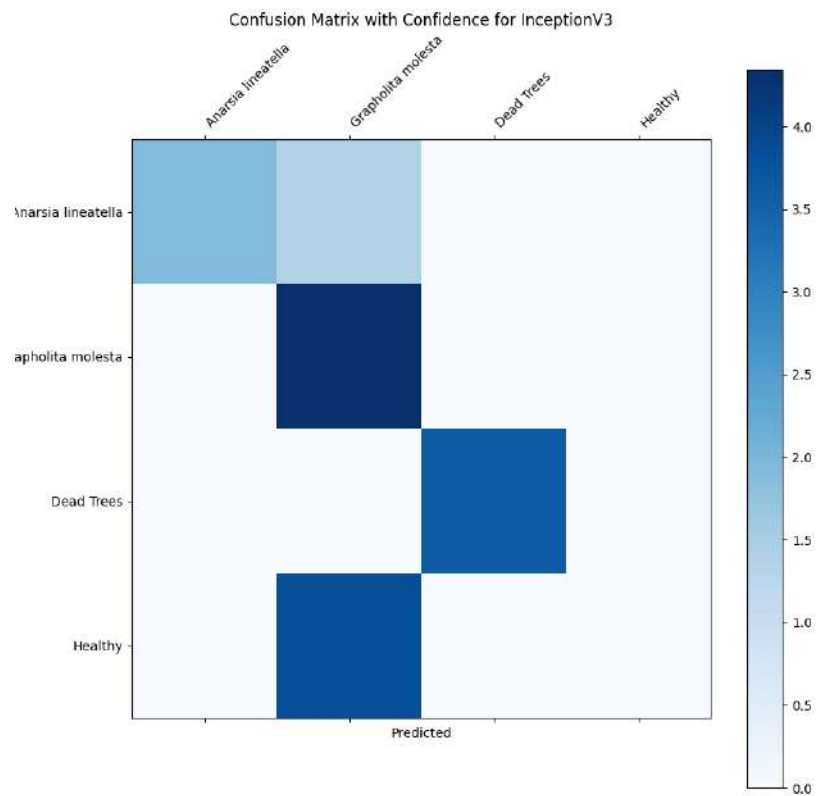 Confusion Matrix with Confidence for InceptionV3
Anarsia lineatella
Grapholita molesta
Dead Trees
Healthy
Anarsia lineatella
apholita molesta
Dead Trees
Healthy
Predicted
4.0
3.5
3.0
2.5
2.0
1.5
1.0
0.5
0.0